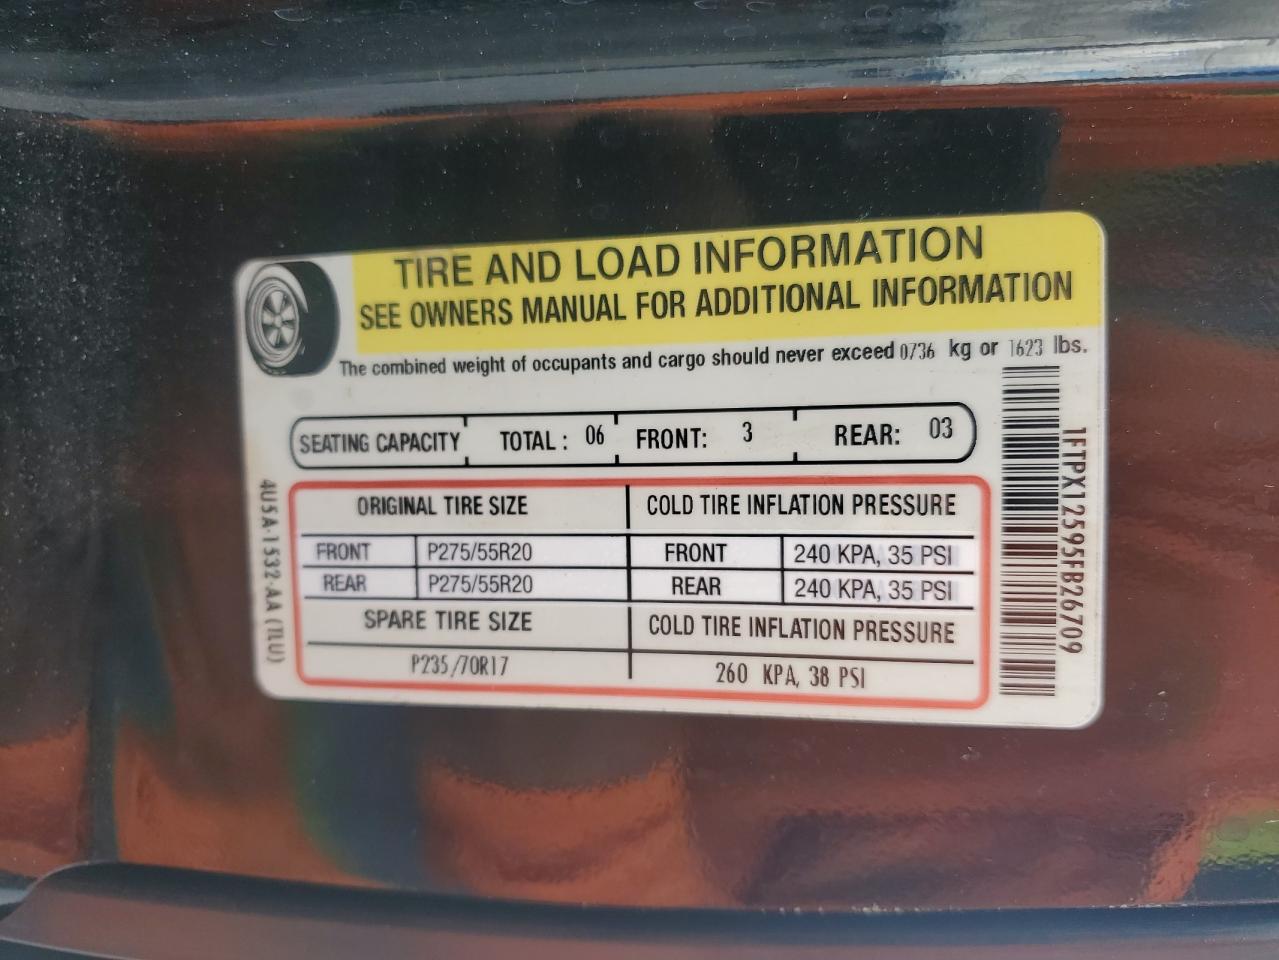 TIRE AND LOAD INFORMATION
SEE OWNERS MANUAL FOR ADDITIONAL INFORMATION
The combined weight of occupants and cargo should never exceed 0736 kg or 1623 lbs.
SEATING CAPACITY TOTAL : 06 FRONT: 3 REAR: 03
ORIGINAL TIRE SIZE COLD TIRE INFLATION PRESSURE
FRONT P275/55R20 FRONT 240 KPA, 35 PSI
REAR P275/55R20 REAR 240 KPA, 35 PSI
SPARE TIRE SIZE COLD TIRE INFLATION PRESSURE
P235/70R17 260 KPA, 38 PSI
4U5A-1532-AA (TLU)
1FTPX12595FB26709